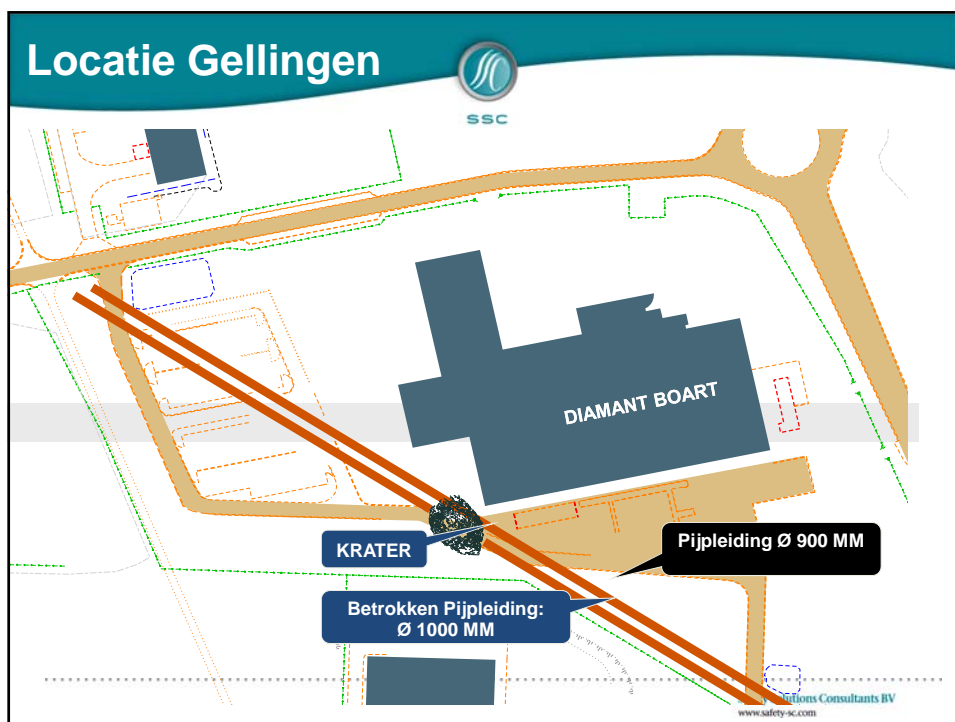 Locatie Gellingen
SSC
DIAMANT BOART
KRATER
Pijpleiding Ø 900 MM
Betrokken Pijpleiding:
Ø 1000 MM
Solutions Consultants BV
www.safety-sc.com